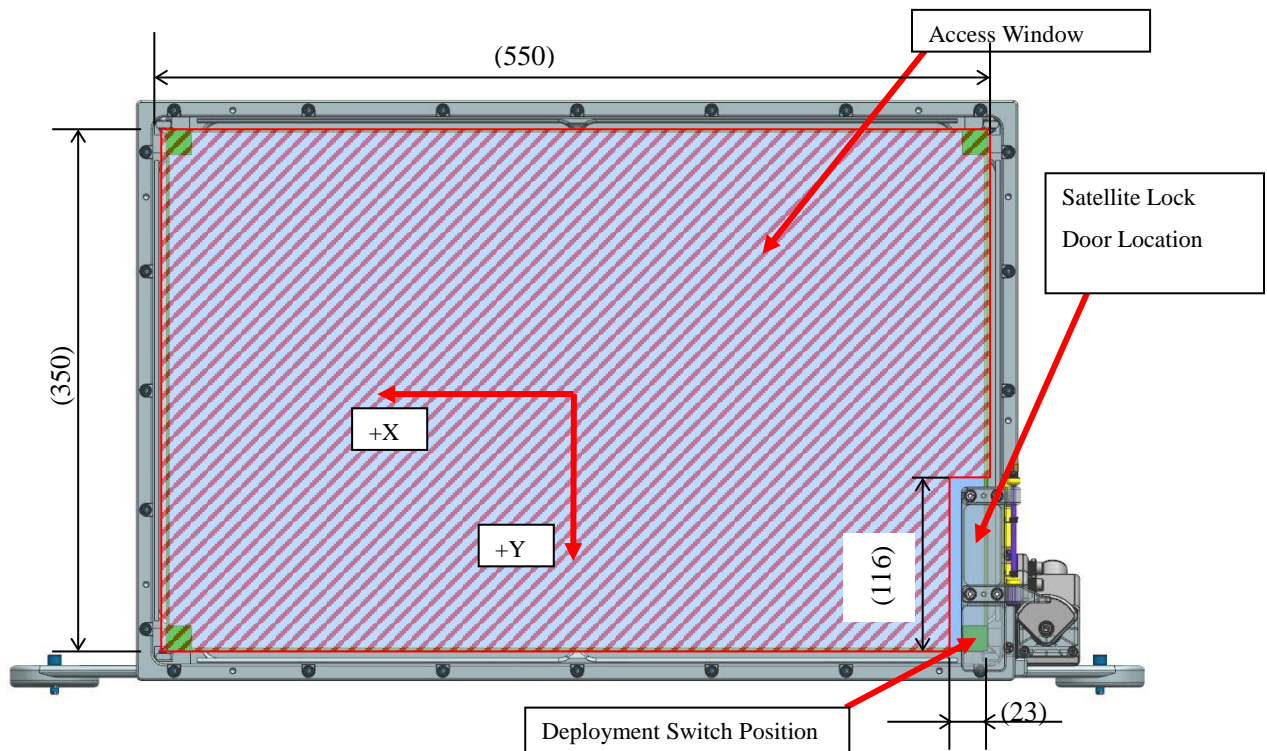 Access Window
(550)
Satellite Lock
Door Location
(350)
+X
+Y
(116)
(23)
Deployment Switch Position